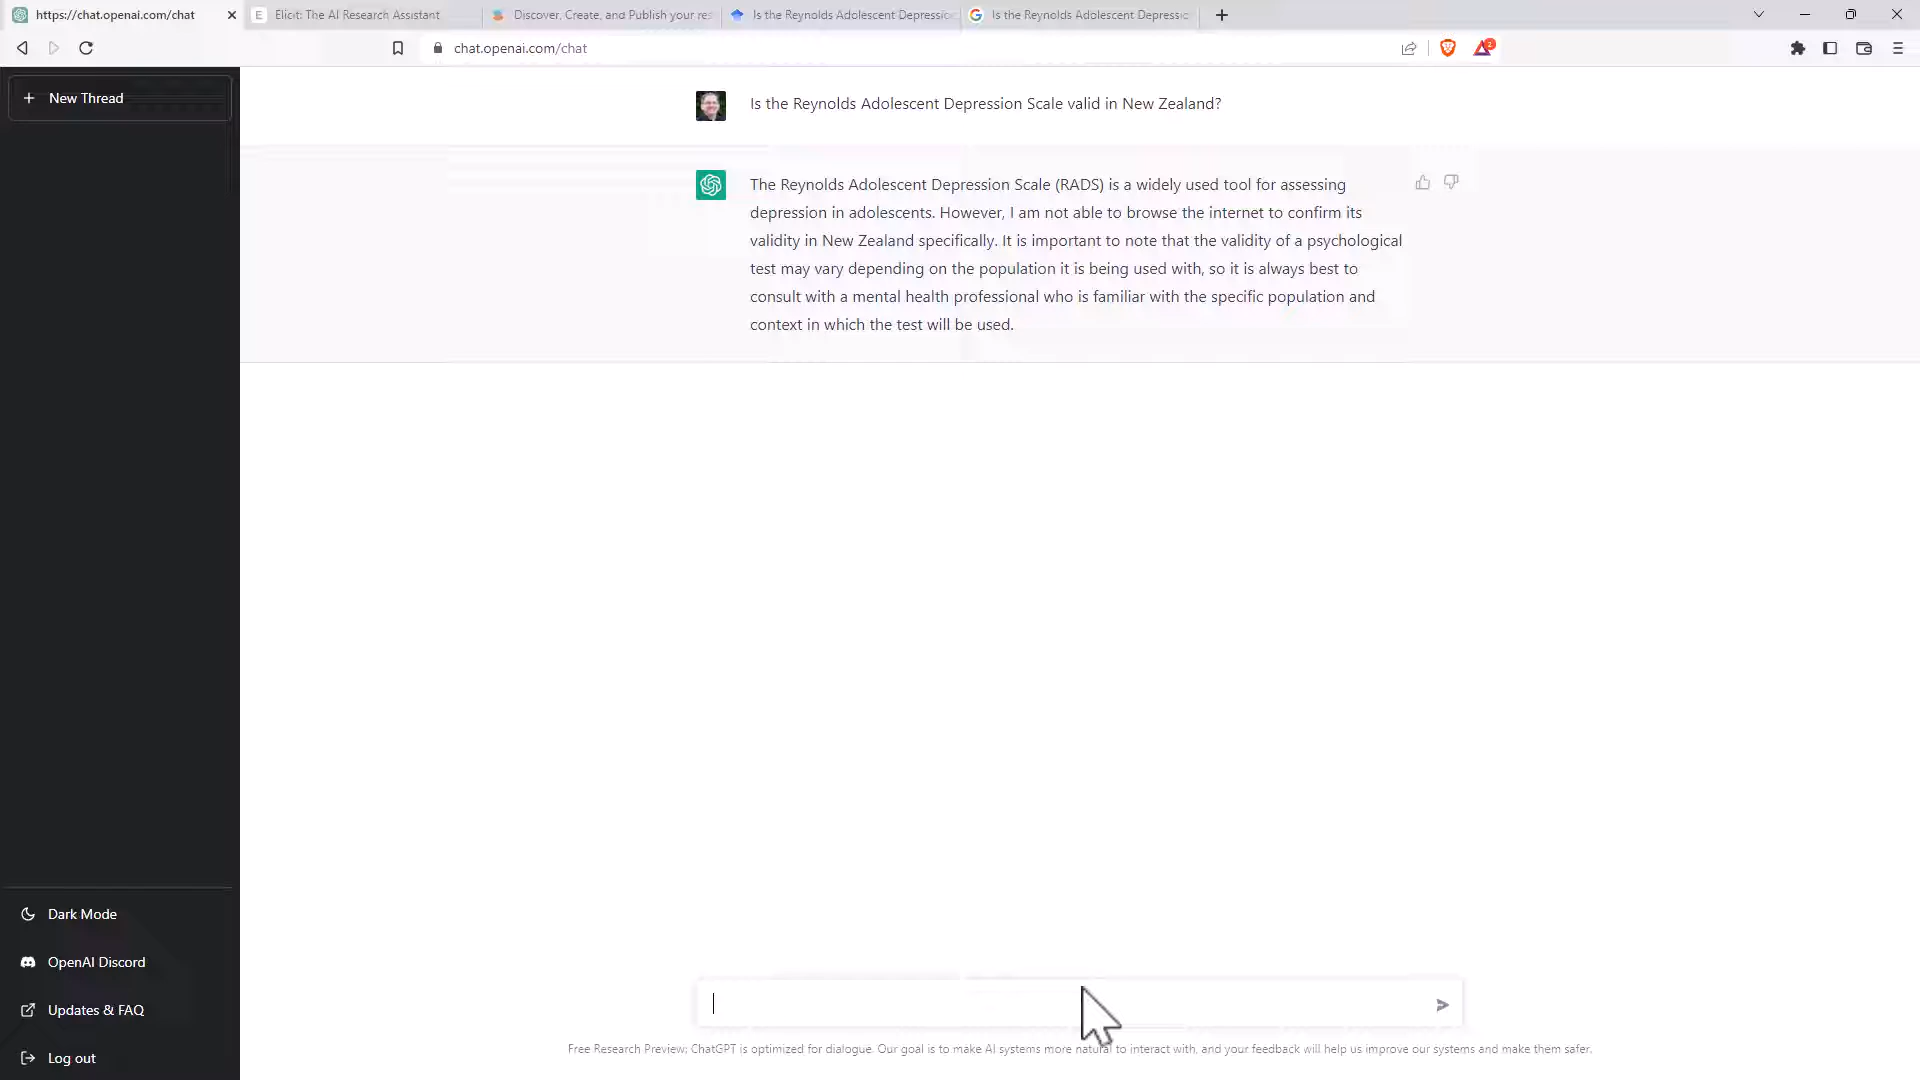 https://chat.openai.com/chat
Elicit: The AI Research Assistant
Discover, Create, and Publish your res
Is the Reynolds Adolescent Depressio
Is the Reynolds Adolescent Depressic
chat.openai.com/chat
2
New Thread
Is the Reynolds Adolescent Depression Scale valid in New Zealand?
The Reynolds Adolescent Depression Scale (RADS) is a widely used tool for assessing
depression in adolescents. However, I am not able to browse the internet to confirm its
validity in New Zealand specifically. It is important to note that the validity of a psychological
test may vary depending on the population it is being used with, so it is always best to
consult with a mental health professional who is familiar with the specific population and
context in which the test will be used.
Dark Mode
OpenAI Discord
Updates & FAQ
Log out
Free Research Preview: ChatGPT is optimized for dialogue. Our goal is to make AI systems more natural to interact with, and your feedback will help us improve our systems and make them safer.